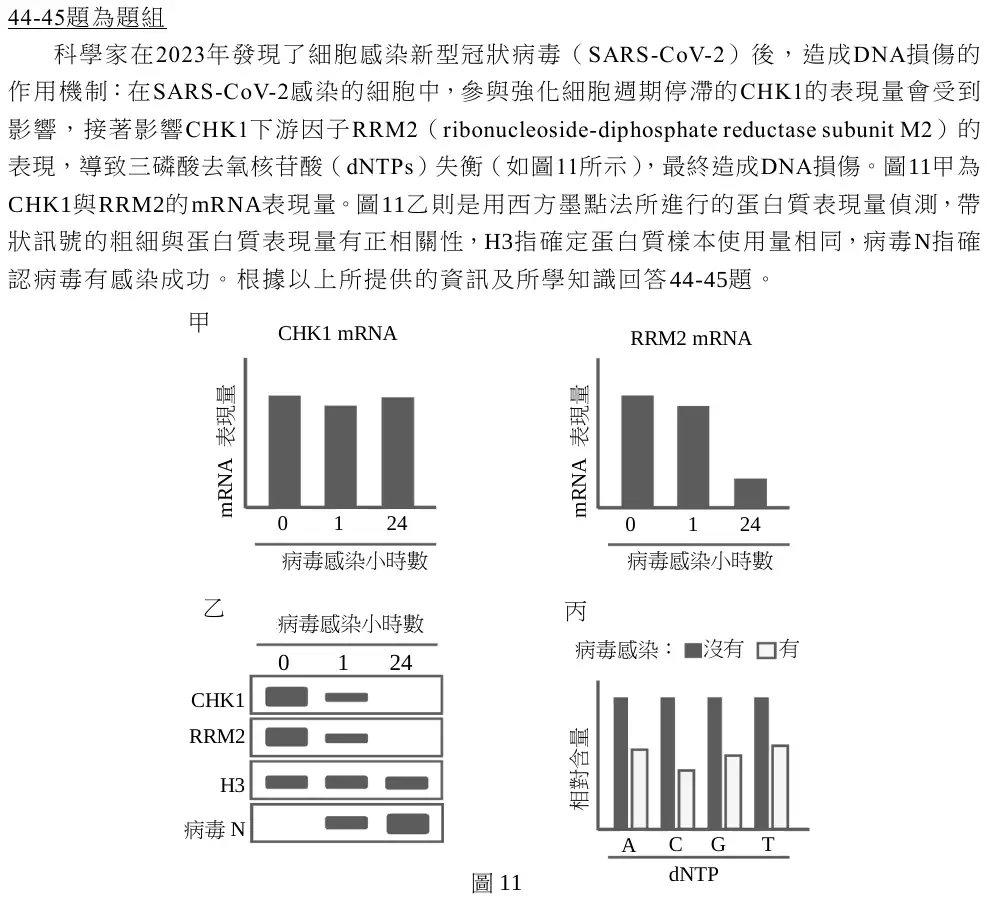 44-45題為題組
科學家在2023年發現了細胞感染新型冠狀病毒（SARS-CoV-2）後，造成DNA損傷的
作用機制：在SARS-CoV-2感染的細胞中，參與強化細胞週期停滯的CHK1的表現量會受到
影響，接著影響CHK1下游因子RRM2（ribonucleoside-diphosphate reductase subunit M2）的
表現，導致三磷酸去氧核苷酸（dNTPs）失衡（如圖11所示），最終造成DNA損傷。圖11甲為
CHK1與RRM2的mRNA表現量。圖11乙則是用西方墨點法所進行的蛋白質表現量偵測，帶
狀訊號的粗細與蛋白質表現量有正相關性，H3指確定蛋白質樣本使用量相同，病毒N指確
認病毒有感染成功。根據以上所提供的資訊及所學知識回答44-45題。
甲
CHK1 mRNA
mRNA 表現量
0 1 24
病毒感染小時數
RRM2 mRNA
mRNA 表現量
0 1 24
病毒感染小時數
乙
病毒感染小時數
0 1 24
CHK1
RRM2
H3
病毒 N
丙
病毒感染： 沒有 有
相對含量
A C G T
dNTP
圖 11